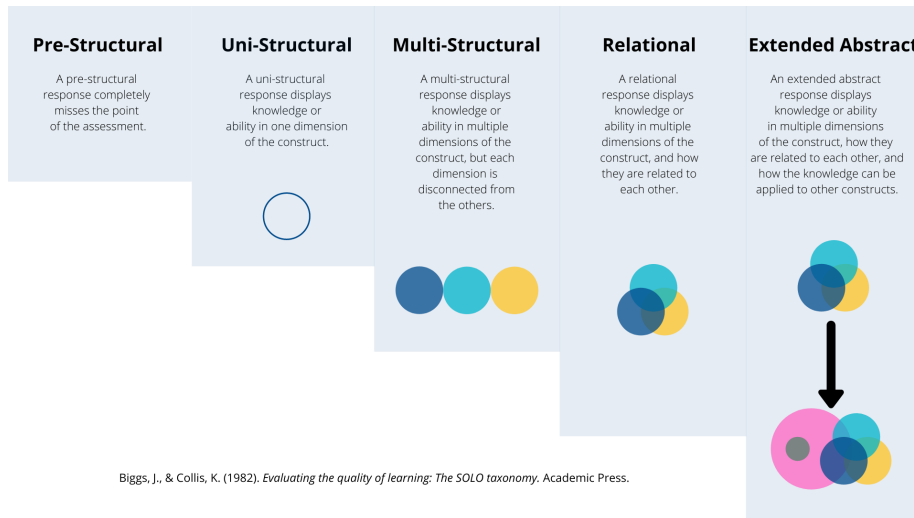 Pre-Structural
A pre-structural
response completely
misses the point
of the assessment.
Uni-Structural
A uni-structural
response displays
knowledge or
ability in one dimension
of the construct.
Multi-Structural
A multi-structural
response displays
knowledge or
ability in multiple
dimensions of the
construct, but each
dimension is
disconnected from
the others.
Relational
A relational
response displays
knowledge or
ability in multiple
dimensions of the
construct, and how
they are related to
each other.
Extended Abstract
An extended abstract
response displays
knowledge or ability
in multiple dimensions
of the construct, how they
are related to each other, and
how the knowledge can be
applied to other constructs.
Biggs, J., & Collis, K. (1982). Evaluating the quality of learning: The SOLO taxonomy. Academic Press.